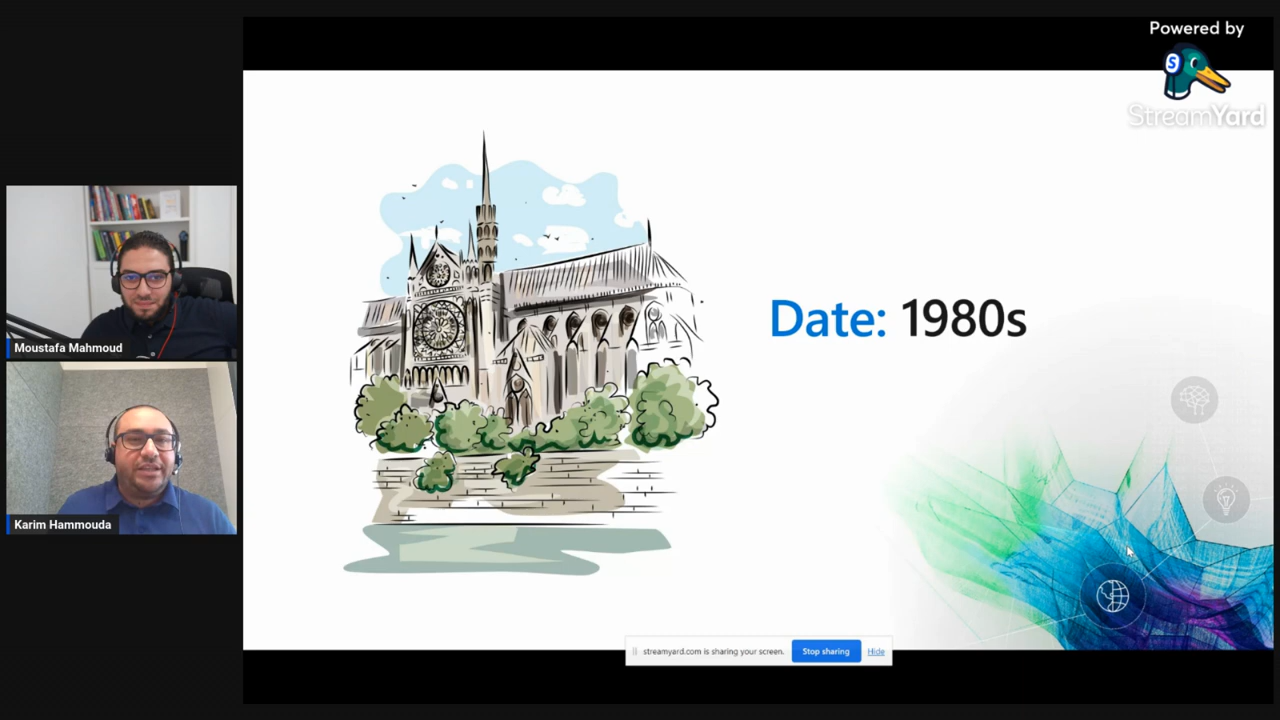 Powered by
StreamYard
Date: 1980s
Moustafa Mahmoud
Karim Hammouda
streamyard.com is sharing your screen.
Stop sharing
Hide